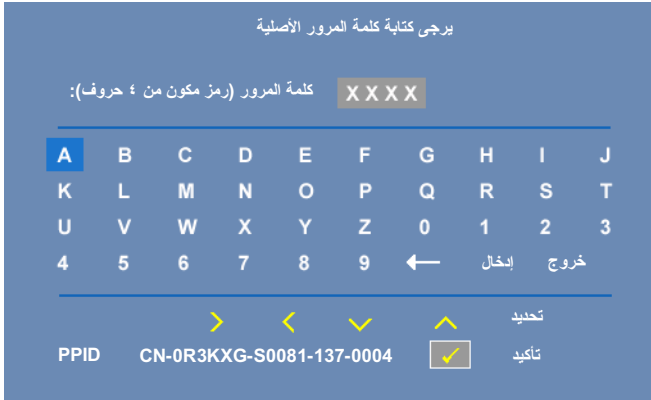 يرجى كتابة كلمة المرور الأصلية
كلمة المرور (رمز مكون من ٤ حروف): X X X X
A B C D E F G H I J
K L M N O P Q R S T
U V W X Y Z 0 1 2 3
4 5 6 7 8 9 ← إدخال خروج
تحديد
PPID CN-0R3KXG-S0081-137-0004 ✓ تأكيد